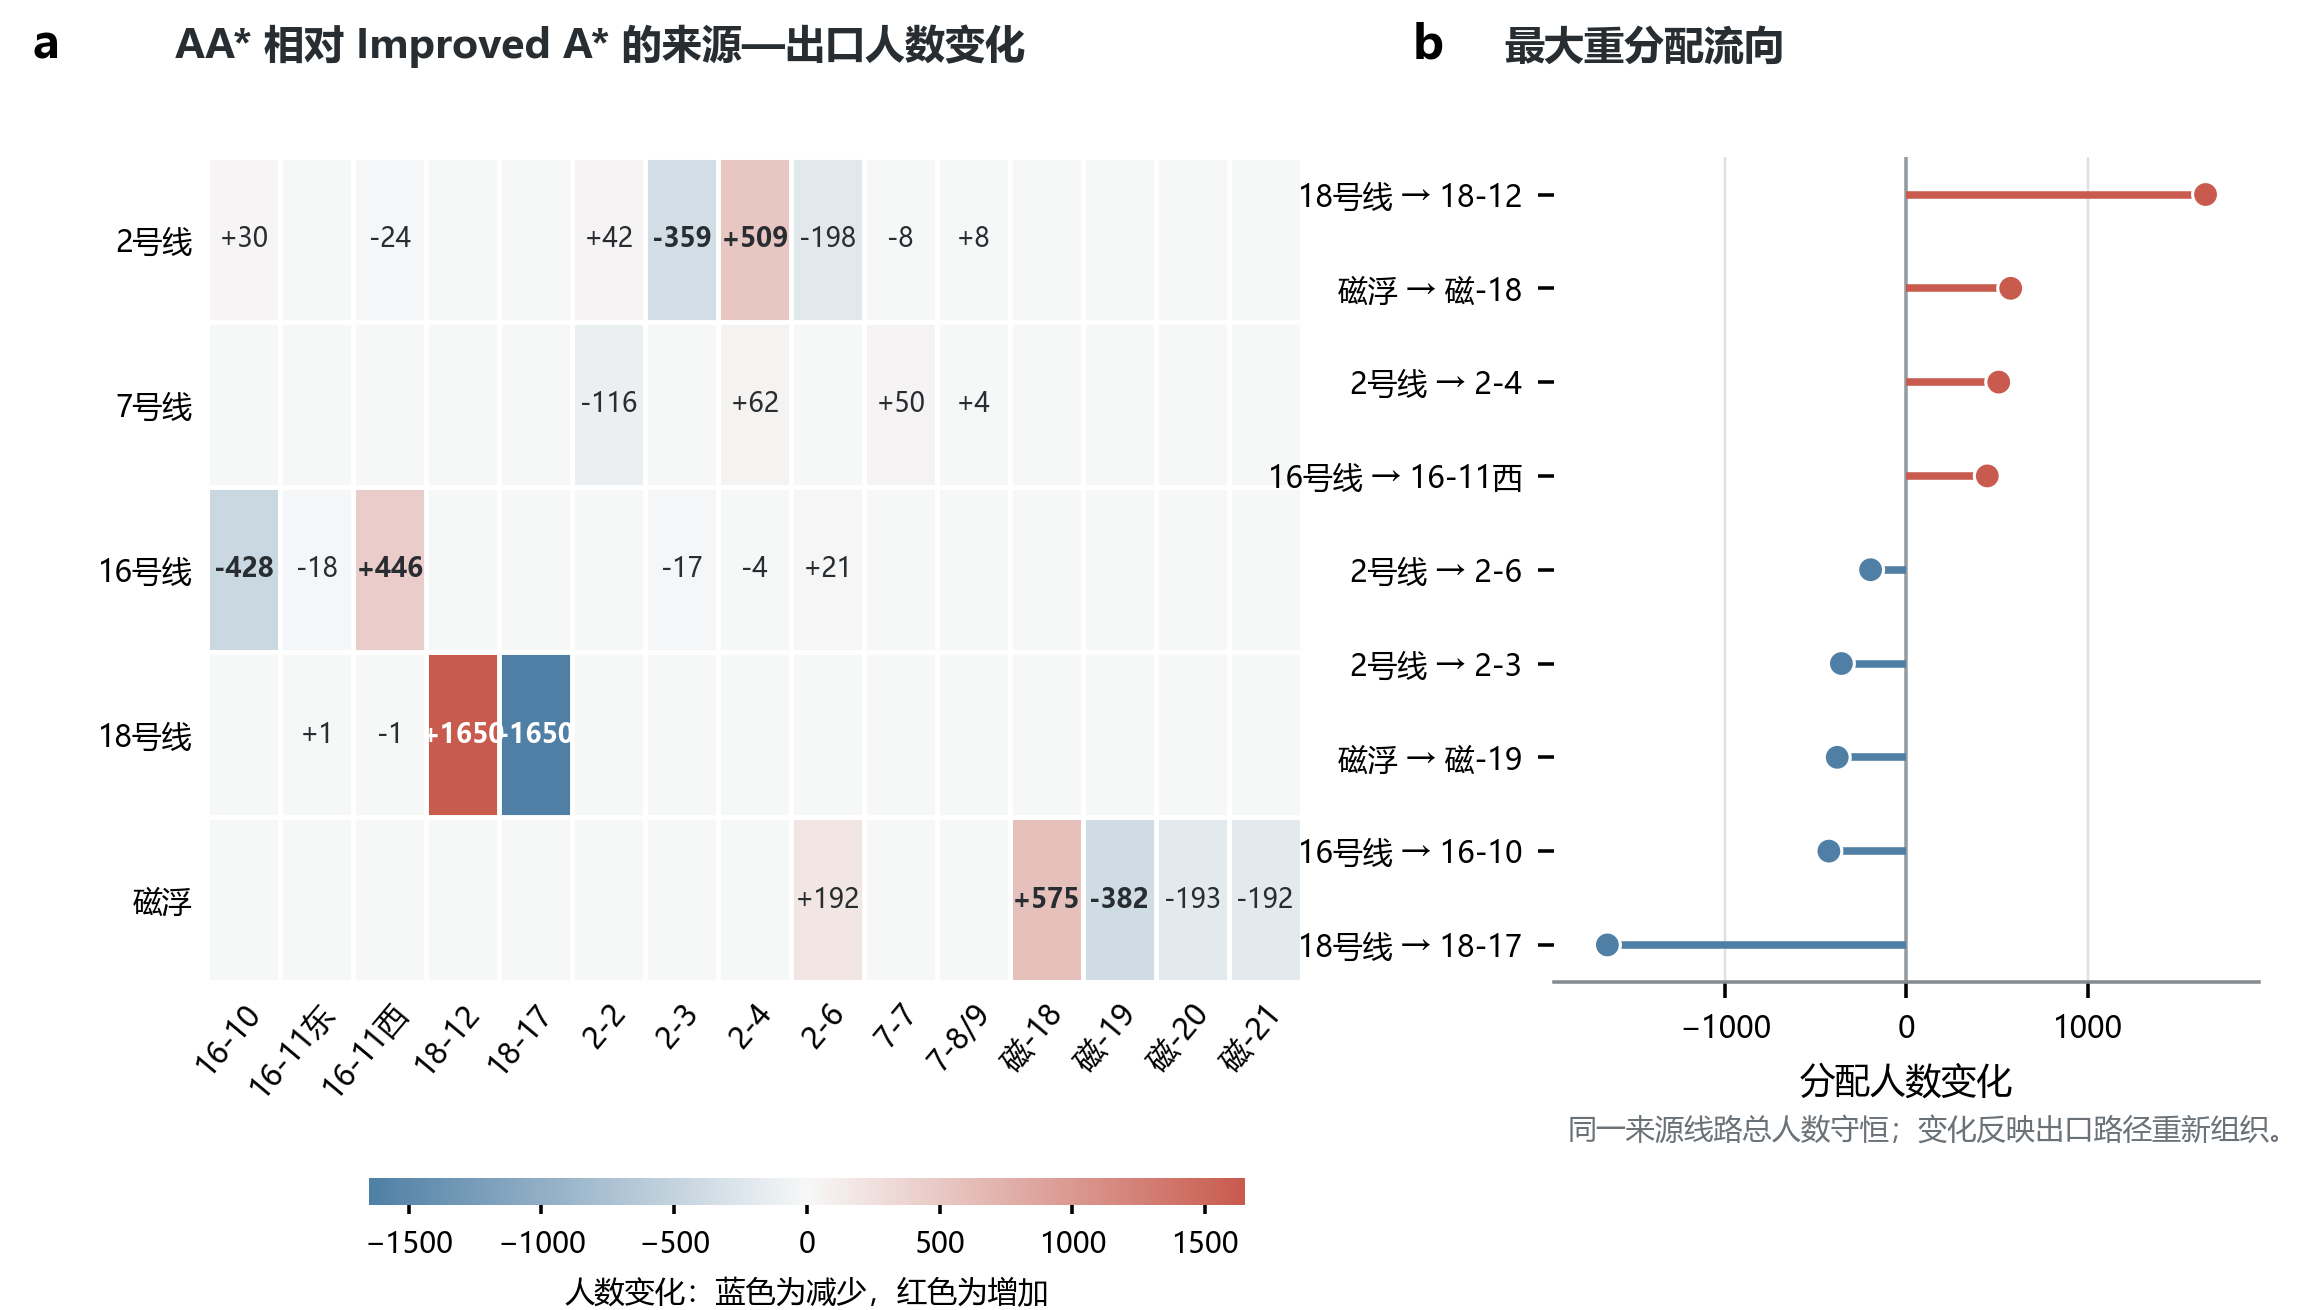 a
AA* 相对 Improved A* 的来源—出口人数变化
2号线
+30
-24
+42
-359
+509
-198
-8
+8
7号线
-116
+62
+50
+4
16号线
-428
-18
+446
-17
-4
+21
18号线
+1
-1
+1650
-1650
磁浮
+192
+575
-382
-193
-192
16-10
16-11东
16-11西
18-12
18-17
2-2
2-3
2-4
2-6
7-7
7-8/9
磁-18
磁-19
磁-20
磁-21
−1500
−1000
−500
0
500
1000
1500
人数变化：蓝色为减少，红色为增加
b
最大重分配流向
18号线 → 18-12
磁浮 → 磁-18
2号线 → 2-4
16号线 → 16-11西
2号线 → 2-6
2号线 → 2-3
磁浮 → 磁-19
16号线 → 16-10
18号线 → 18-17
−1000
0
1000
分配人数变化
同一来源线路总人数守恒；变化反映出口路径重新组织。